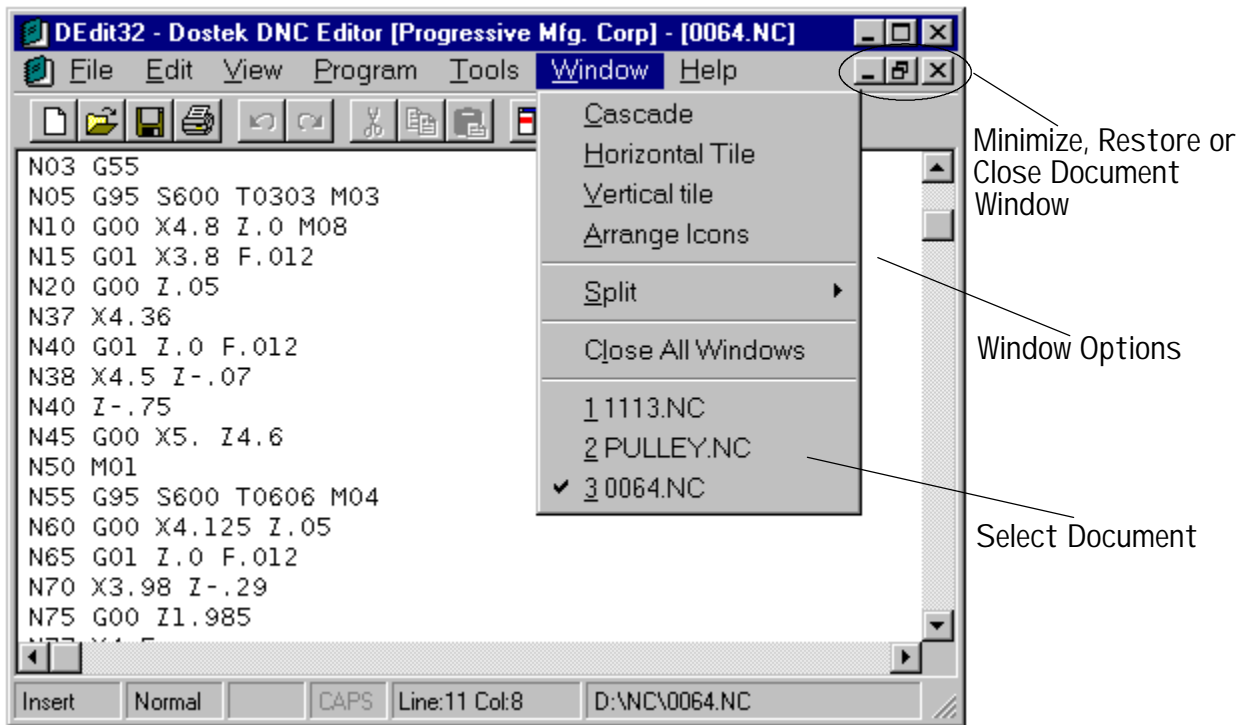 DEdit32 - Dostek DNC Editor [Progressive Mfg. Corp] - [0064.NC]
File Edit View Program Tools Window Help
Cascade
Horizontal Tile
Vertical tile
Arrange Icons
Split
Close All Windows
1 1113.NC
2 PULLEY.NC
3 0064.NC
N03 G55
N05 G95 S600 T0303 M03
N10 G00 X4.8 Z.0 M08
N15 G01 X3.8 F.012
N20 G00 Z.05
N37 X4.36
N40 G01 Z.0 F.012
N38 X4.5 Z-.07
N40 Z-.75
N45 G00 X5. Z4.6
N50 M01
N55 G95 S600 T0606 M04
N60 G00 X4.125 Z.05
N65 G01 Z.0 F.012
N70 X3.98 Z-.29
N75 G00 Z1.985
Insert Normal CAPS Line:11 Col:8 D:\NC\0064.NC
Minimize, Restore or
Close Document
Window
Window Options
Select Document